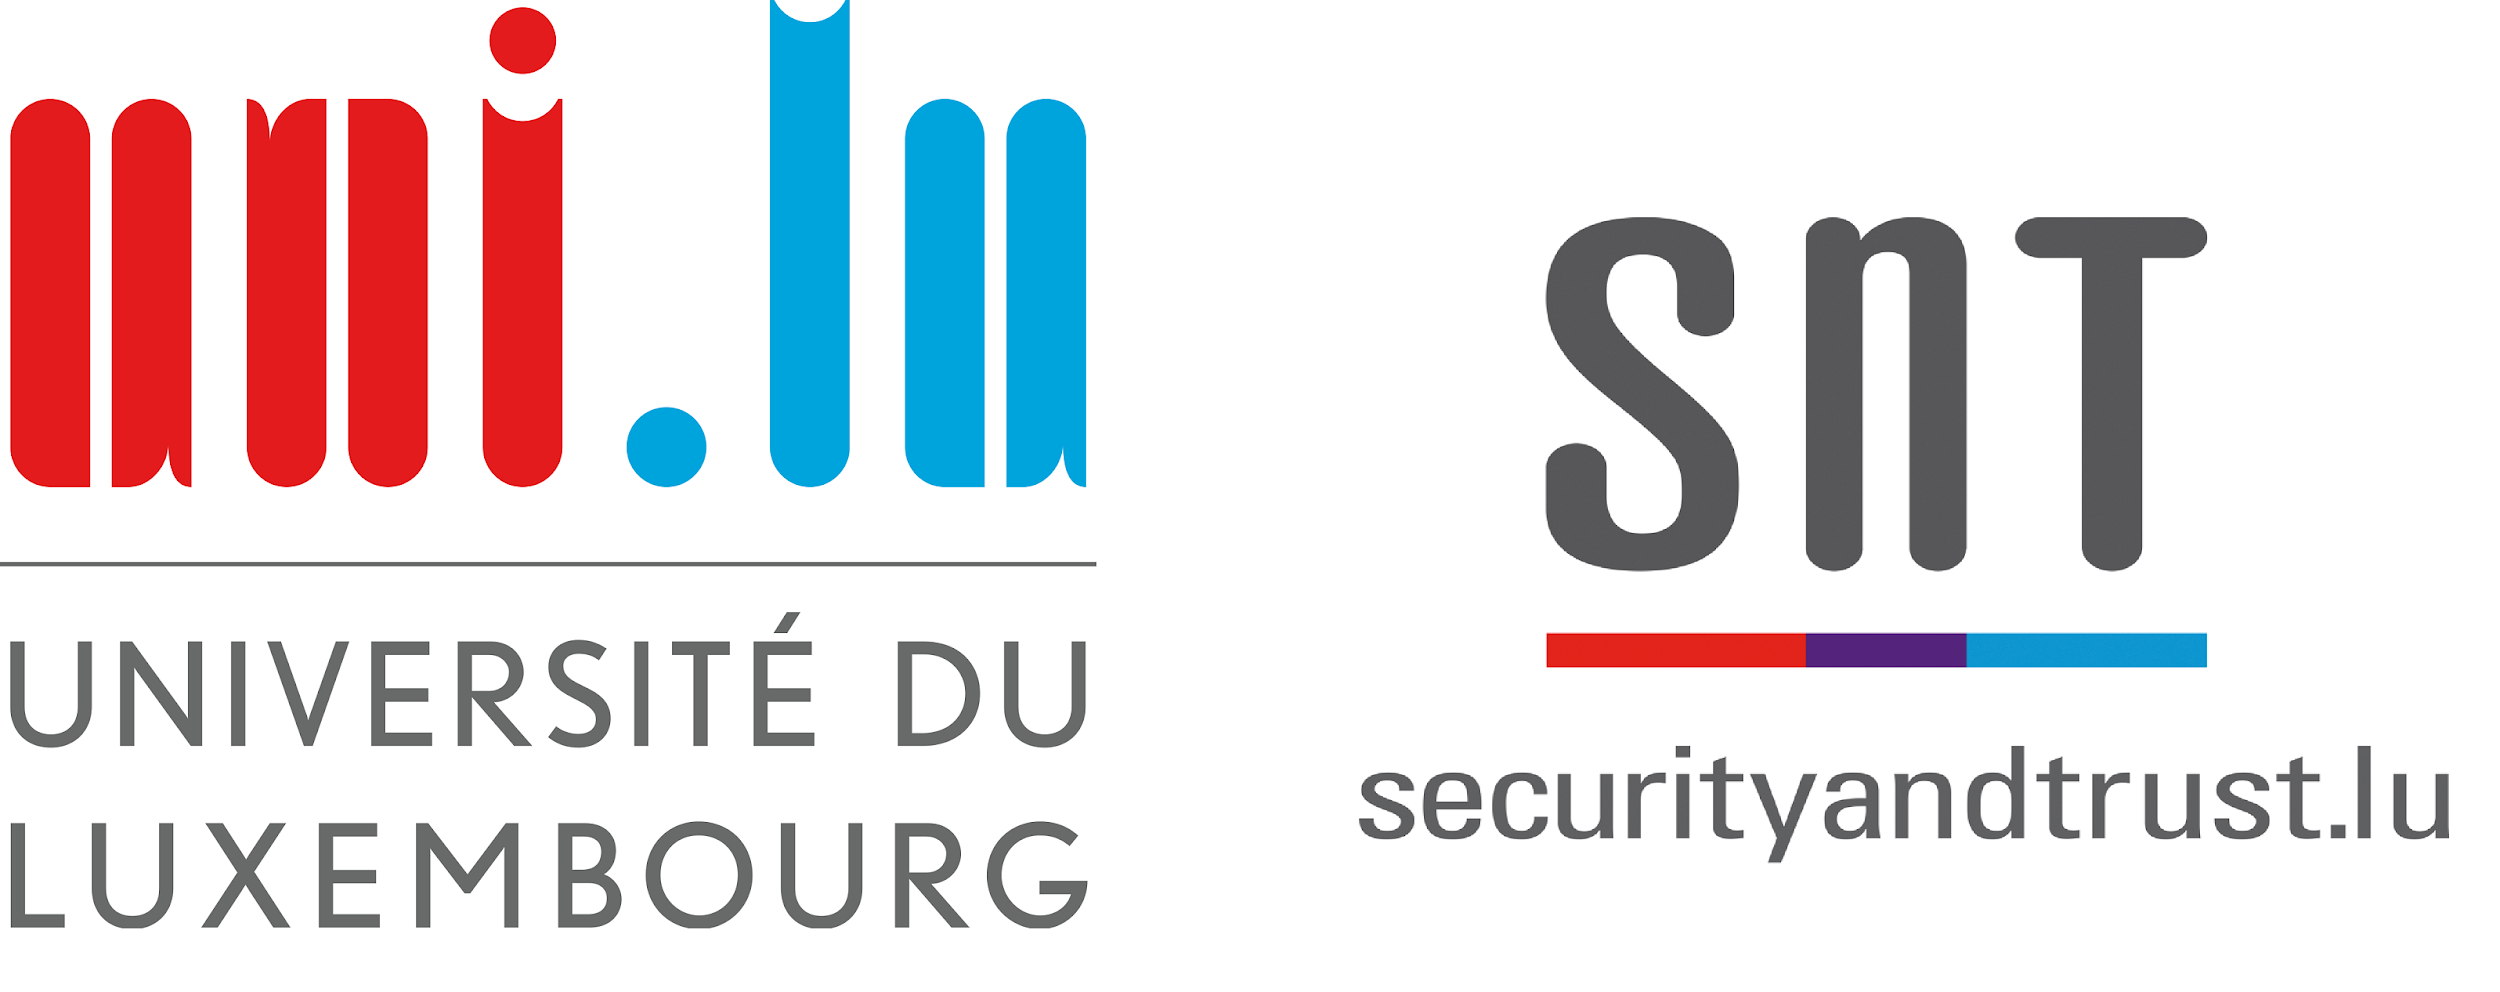 uni.lu
UNIVERSITÉ DU
LUXEMBOURG
SnT
securityandtrust.lu